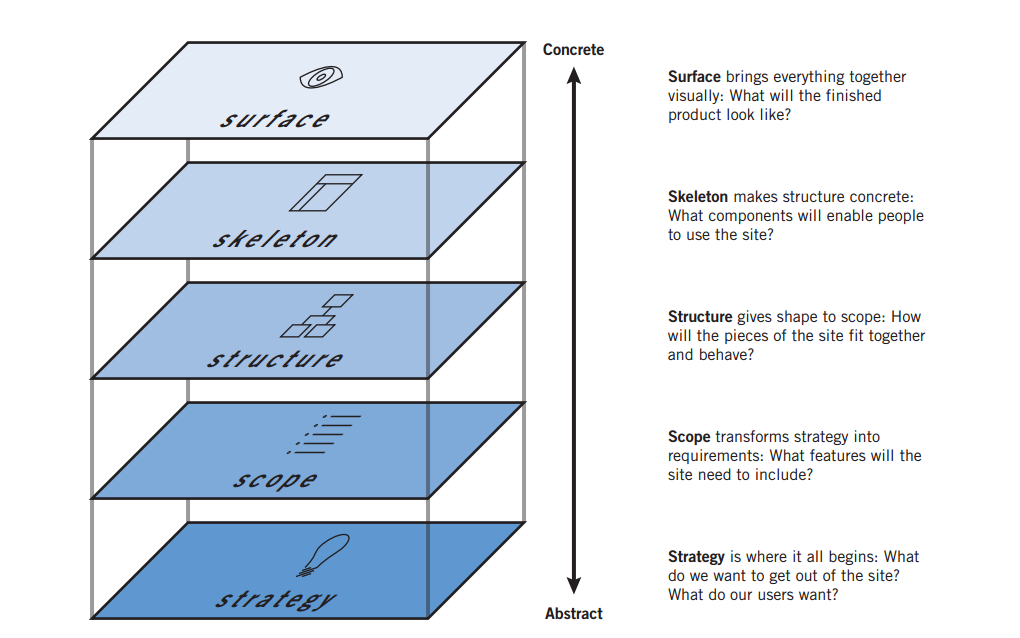 Concrete
Surface brings everything together
visually: What will the finished
product look like?
surface
Skeleton makes structure concrete:
What components will enable people
to use the site?
skeleton
Structure gives shape to scope: How
will the pieces of the site fit together
and behave?
structure
Scope transforms strategy into
requirements: What features will the
site need to include?
scope
Strategy is where it all begins: What
do we want to get out of the site?
What do our users want?
strategy
Abstract